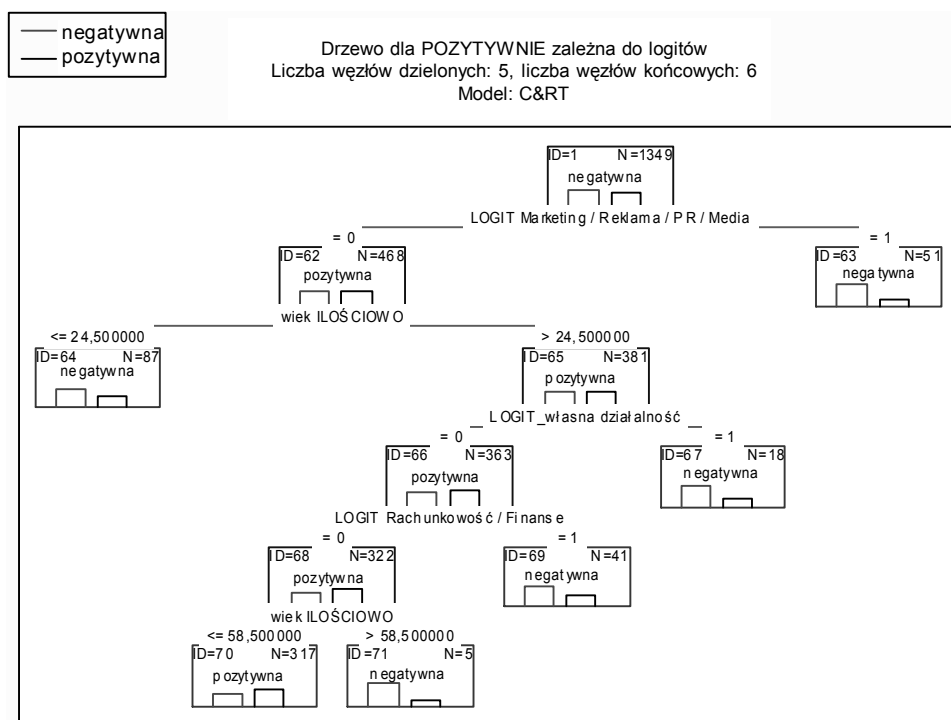 negatywna
pozytywna
Drzewo dla POZYTYWNIE zależna do logitów
Liczba węzłów dzielonych: 5, liczba węzłów końcowych: 6
Model: C&RT
ID=1 N=1349
negatywna
LOGIT Marketing / Reklama / PR / Media
= 0 = 1
ID=62 N=468 ID=63 N=51
pozytywna negatywna
wiek ILOŚCIOWO
<= 24,500000 > 24,500000
ID=64 N=87 ID=65 N=381
negatywna pozytywna
LOGIT_własna działalność
= 0 = 1
ID=66 N=363 ID=67 N=18
pozytywna negatywna
LOGIT Rachunkowość / Finanse
= 0 = 1
ID=68 N=322 ID=69 N=41
pozytywna negatywna
wiek ILOŚCIOWO
<= 58,500000 > 58,500000
ID=70 N=317 ID=71 N=5
pozytywna negatywna